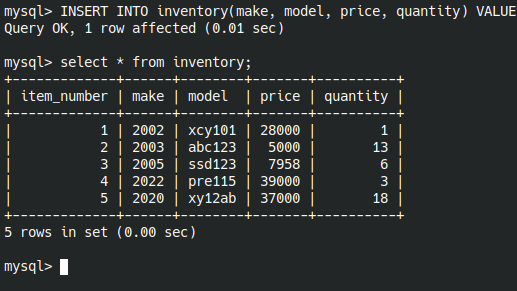 mysql> INSERT INTO inventory(make, model, price, quantity) VALUE
Query OK, 1 row affected (0.01 sec)

mysql> select * from inventory;
+-------------+------+--------+-------+----------+
| item_number | make | model  | price | quantity |
+-------------+------+--------+-------+----------+
|           1 | 2002 | xcy101 | 28000 |        1 |
|           2 | 2003 | abc123 |  5000 |       13 |
|           3 | 2005 | ssd123 |  7958 |        6 |
|           4 | 2022 | pre115 | 39000 |        3 |
|           5 | 2020 | xy12ab | 37000 |       18 |
+-------------+------+--------+-------+----------+
5 rows in set (0.00 sec)

mysql>